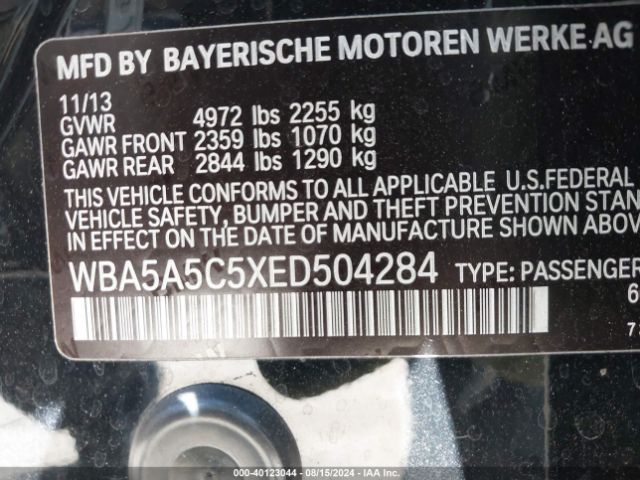 MFD BY BAYERISCHE MOTOREN WERKE AG
11/13
GVWR 4972 lbs 2255 kg
GAWR FRONT 2359 lbs 1070 kg
GAWR REAR 2844 lbs 1290 kg
THIS VEHICLE CONFORMS TO ALL APPLICABLE U.S.FEDERAL
VEHICLE SAFETY, BUMPER AND THEFT PREVENTION STAN
IN EFFECT ON THE DATE OF MANUFACTURE SHOWN ABOV
WBA5A5C5XED504284 TYPE: PASSENGER
6
7
000-40123044 - 08/15/2024 - IAA Inc.